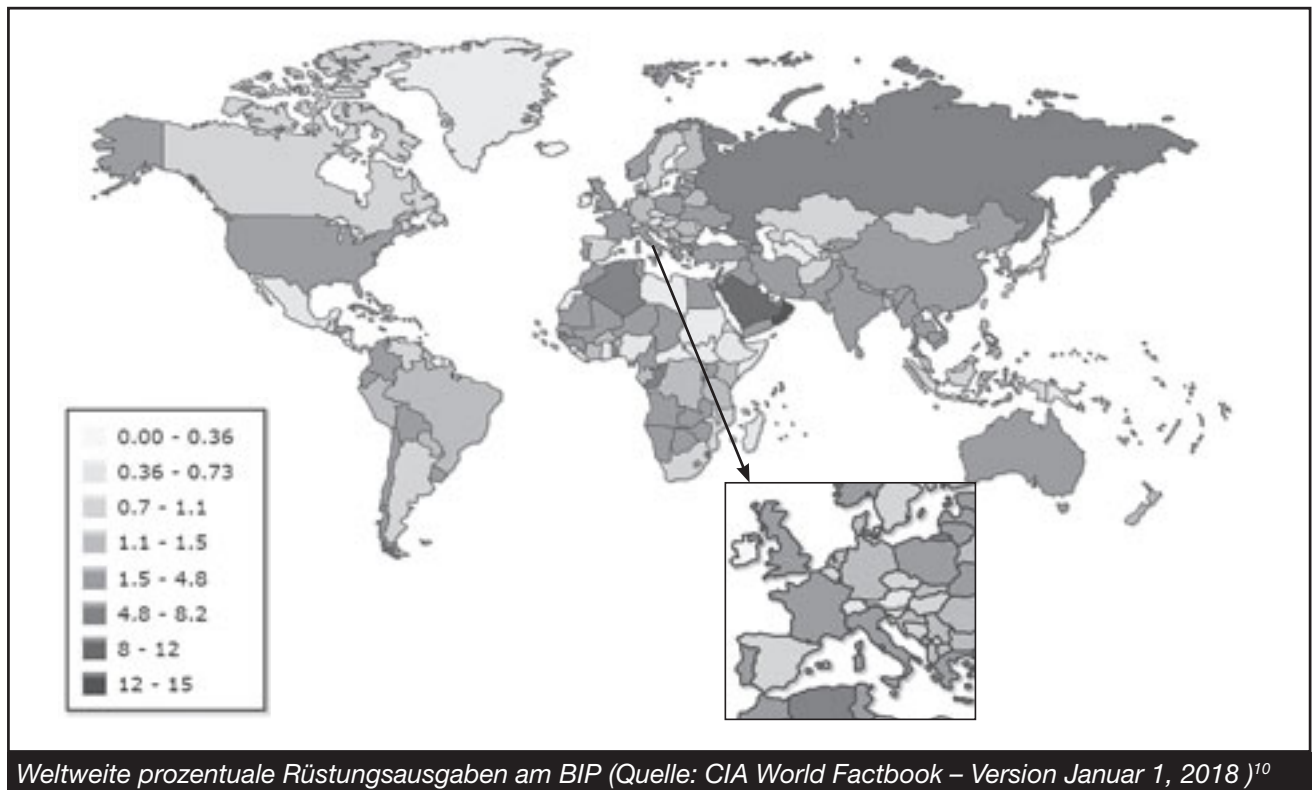 0.00 - 0.36
0.36 - 0.73
0.7 - 1.1
1.1 - 1.5
1.5 - 4.8
4.8 - 8.2
8 - 12
12 - 15
Weltweite prozentuale Rüstungsausgaben am BIP (Quelle: CIA World Factbook – Version Januar 1, 2018 )¹⁰